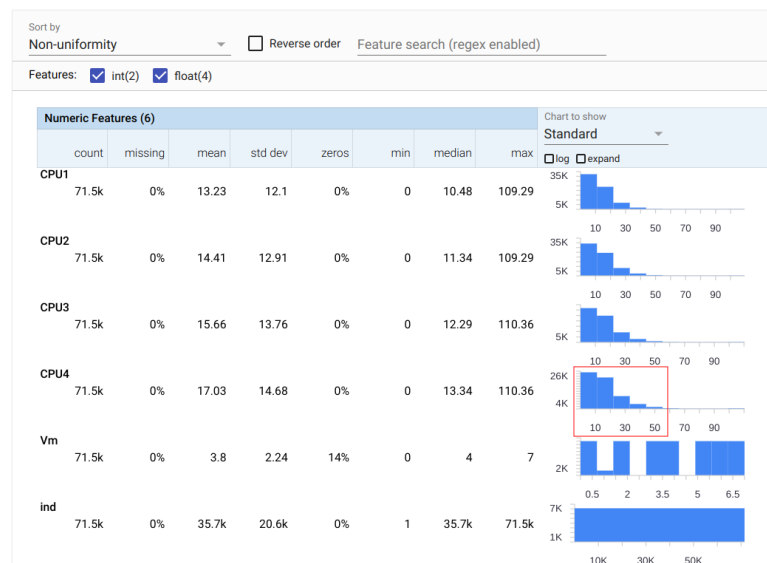 Sort by
Non-uniformity
Reverse order
Feature search (regex enabled)
Features: int(2) float(4)
Numeric Features (6)
Chart to show
Standard
count missing mean std dev zeros min median max
log expand
CPU1
71.5k 0% 13.23 12.1 0% 0 10.48 109.29
35K
5K
10 30 50 70 90
CPU2
71.5k 0% 14.41 12.91 0% 0 11.34 109.29
35K
5K
10 30 50 70 90
CPU3
71.5k 0% 15.66 13.76 0% 0 12.29 110.36
5K
10 30 50 70 90
CPU4
71.5k 0% 17.03 14.68 0% 0 13.34 110.36
26K
4K
10 30 50 70 90
Vm
71.5k 0% 3.8 2.24 14% 0 4 7
2K
0.5 2 3.5 5 6.5
ind
71.5k 0% 35.7k 20.6k 0% 1 35.7k 71.5k
7K
1K
10K 30K 50K